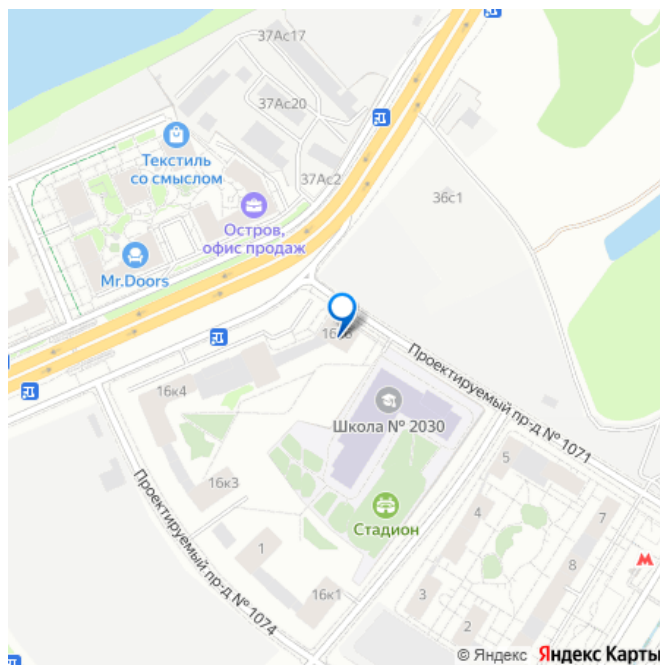 37Ас17
37Ас20
Текстиль
со смыслом
37Ас2
36с1
Остров,
офис продаж
Mr.Doors
16к4
Школа № 2030
Проектируемый пр-д № 1071
16к3
Стадион
5
4
7
8
1
3
2
16к1
Проектируемый пр-д № 1074
© Яндекс Яндекс Карты